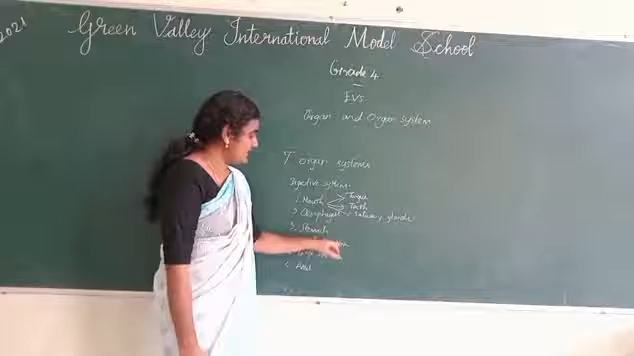 2021
Green Valley International Model School
Grade 4
EVS
Organ and Organ system
7 organ systems
Digestive system:
1. Mouth Tongue
Teeth
Salivary glands
2. Oesophagus
3. Stomach